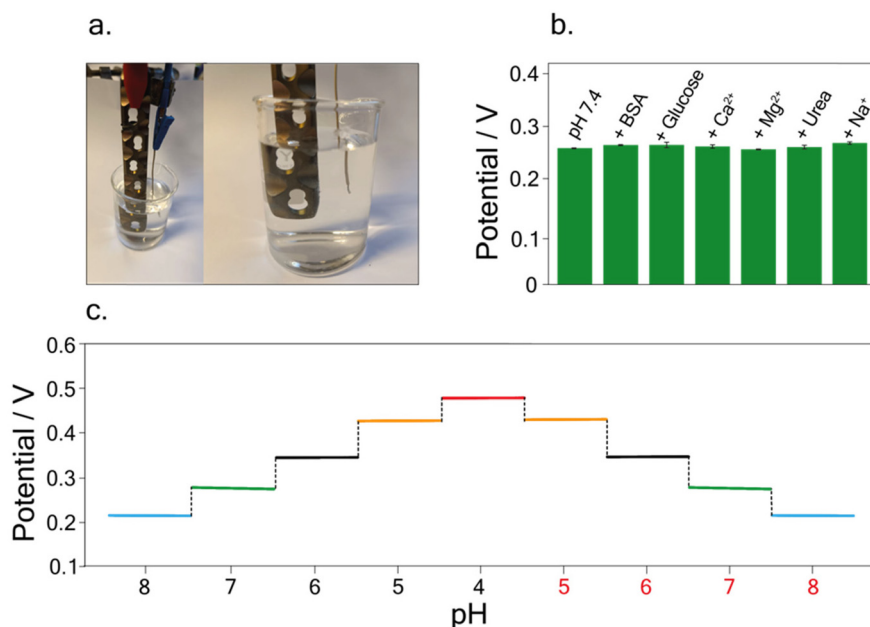 a.
b.
Potential / V
0.4
0.3
0.2
0.1
0
pH 7.4
+ BSA
+ Glucose
+ Ca²⁺
+ Mg²⁺
+ Urea
+ Na⁺
c.
Potential / V
0.6
0.5
0.4
0.3
0.2
0.1
8 7 6 5 4 5 6 7 8
pH